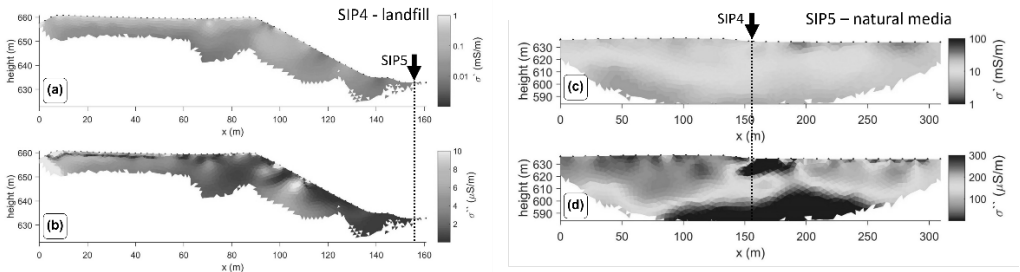 SIP4 - landfill
SIP5
height (m)
660
650
640
630
(a)
0 20 40 60 80 100 120 140 160
x (m)
1
0.1
0.01
σ` (mS/m)
height (m)
660
650
640
630
(b)
0 20 40 60 80 100 120 140 160
x (m)
10
8
6
4
2
σ`` (μS/m)
SIP4
SIP5 – natural media
height (m)
630
620
610
600
590
(c)
0 50 100 150 200 250 300
x (m)
100
10
1
σ` (mS/m)
height (m)
630
620
610
600
590
(d)
0 50 100 150 200 250 300
x (m)
300
200
100
σ`` (μS/m)